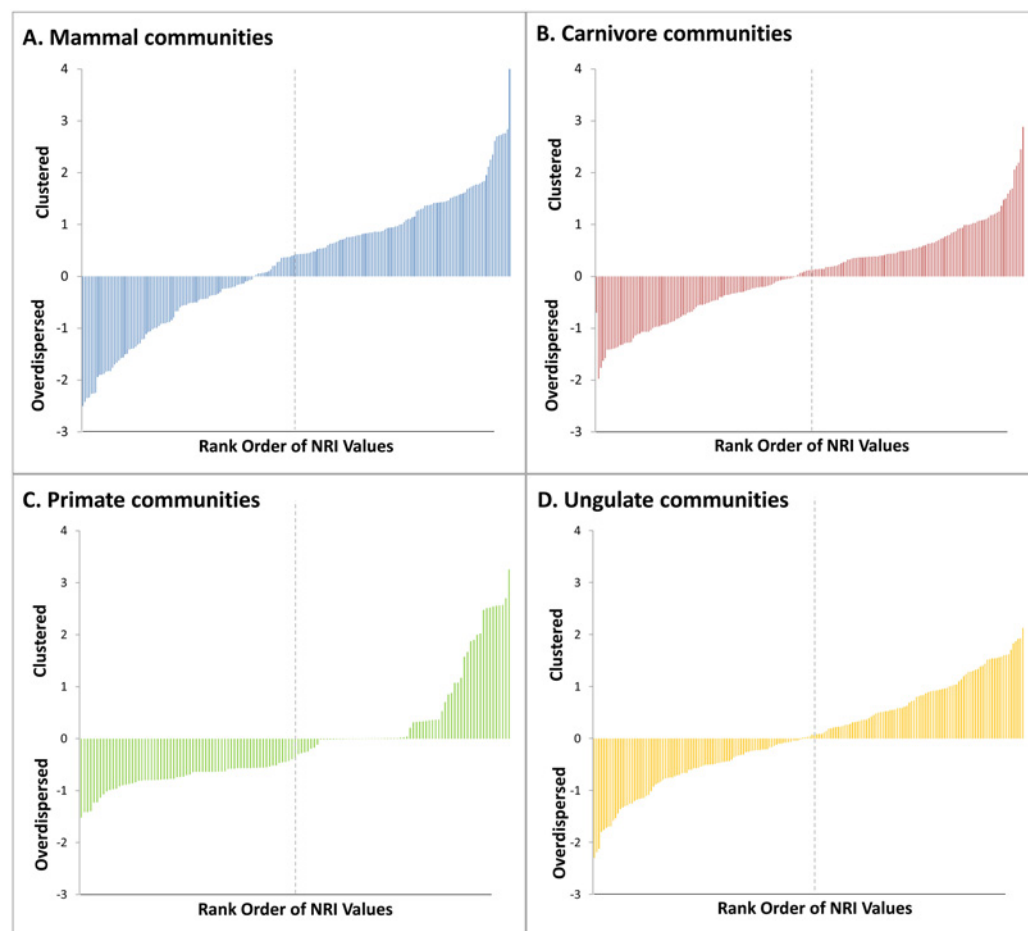 A. Mammal communities
4
3
2
1
0
-1
-2
-3
Clustered
Overdispersed
Rank Order of NRI Values
B. Carnivore communities
4
3
2
1
0
-1
-2
-3
Clustered
Overdispersed
Rank Order of NRI Values
C. Primate communities
4
3
2
1
0
-1
-2
-3
Clustered
Overdispersed
Rank Order of NRI Values
D. Ungulate communities
4
3
2
1
0
-1
-2
-3
Clustered
Overdispersed
Rank Order of NRI Values